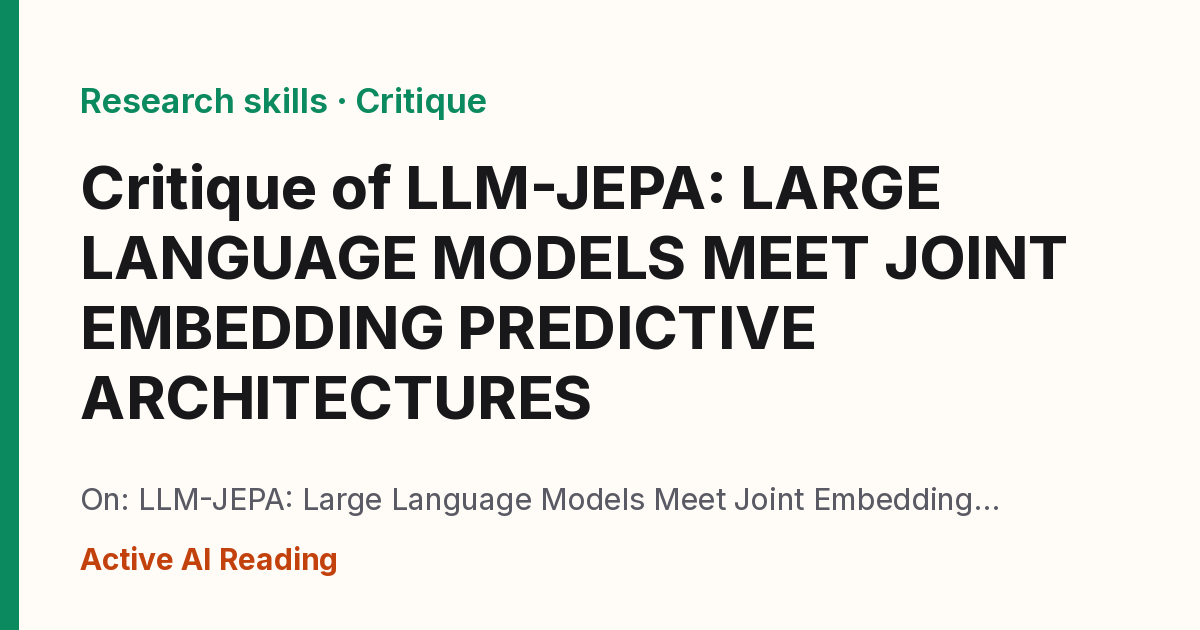 Research skills · Critique
Critique of LLM-JEPA: LARGE
LANGUAGE MODELS MEET JOINT
EMBEDDING PREDICTIVE
ARCHITECTURES
On: LLM-JEPA: Large Language Models Meet Joint Embedding...
Active AI Reading